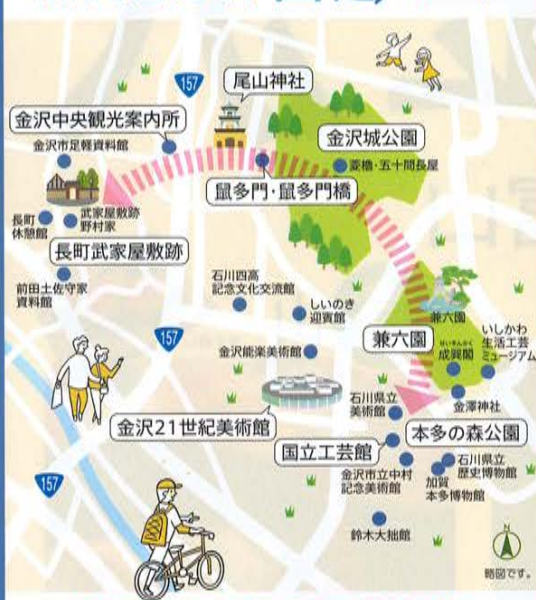 157
尾山神社
金沢中央観光案内所
金沢市足軽資料館
金沢城公園
菱櫓・五十間長屋
鼠多門・鼠多門橋
長町
休憩館
武家屋敷跡
野村家
長町武家屋敷跡
前田土佐守家
資料館
石川四高
記念文化交流館
しいのき
迎賓館
兼六園
兼六園
せいそんかく
成巽閣
いしかわ
生活工芸
ミュージアム
157
金沢能楽美術館
石川県立
美術館
金澤神社
金沢21世紀美術館
国立工芸館
本多の森公園
金沢市立中村
記念美術館
石川県立
歴史博物館
加賀
本多博物館
157
鈴木大拙館
N
略図です。